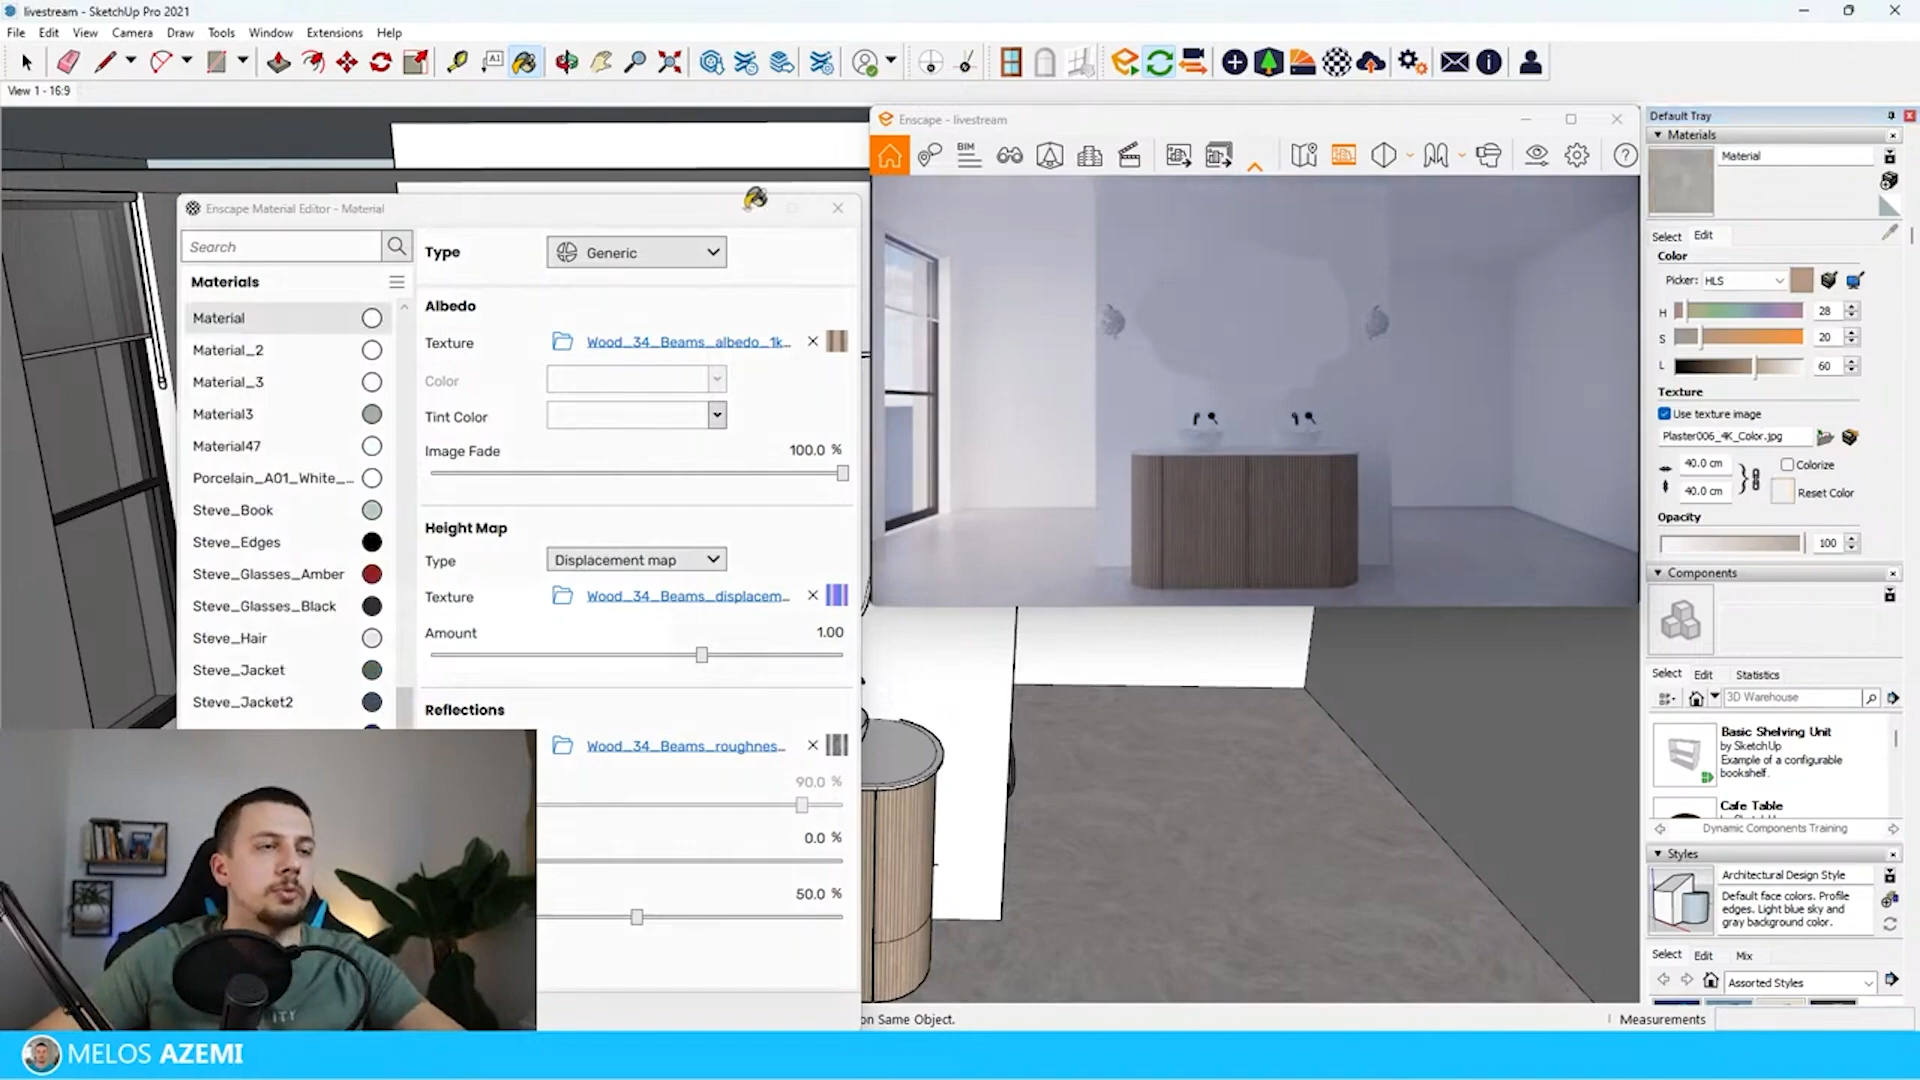 livestream - SketchUp Pro 2021
File Edit View Camera Draw Tools Window Extensions Help
View 1 - 16:9
Enscape - livestream
BIM
Enscape Material Editor - Material
Search
Materials
Material
Material_2
Material_3
Material3
Material47
Porcelain_A01_White_...
Steve_Book
Steve_Edges
Steve_Glasses_Amber
Steve_Glasses_Black
Steve_Hair
Steve_Jacket
Steve_Jacket2
Type Generic
Albedo
Texture Wood_34_Beams_albedo_1k...
Color
Tint Color
Image Fade 100.0 %
Height Map
Type Displacement map
Texture Wood_34_Beams_displacem...
Amount 1.00
Reflections
Wood_34_Beams_roughnes...
90.0 %
0.0 %
50.0 %
Default Tray
Materials
Material
Select Edit
Color
Picker: HLS
H 28
S 20
L 60
Texture
Use texture image
Plaster006_4K_Color.jpg
40.0 cm Colorize
40.0 cm Reset Color
Opacity
100
Components
Select Edit Statistics
3D Warehouse
Basic Shelving Unit
by SketchUp
Example of a configurable
bookshelf.
Cafe Table
Dynamic Components Training
Styles
Architectural Design Style
Default face colors. Profile
edges. Light blue sky and
gray background color.
Select Edit Mix
Assorted Styles
on Same Object.
Measurements
MELOS AZEMI